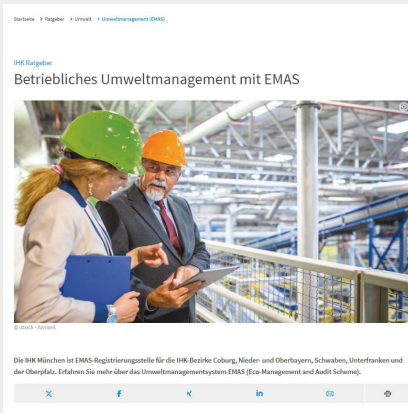 Startseite > Ratgeber > Umwelt > Umweltmanagement (EMAS)
IHK Ratgeber
Betriebliches Umweltmanagement mit EMAS
© istock - Azmanl
Die IHK München ist EMAS-Registrierungsstelle für die IHK-Bezirke Coburg, Nieder- und Oberbayern, Schwaben, Unterfranken und
der Oberpfalz. Erfahren Sie mehr über das Umweltmanagementsystem EMAS (Eco-Management and Audit Scheme).